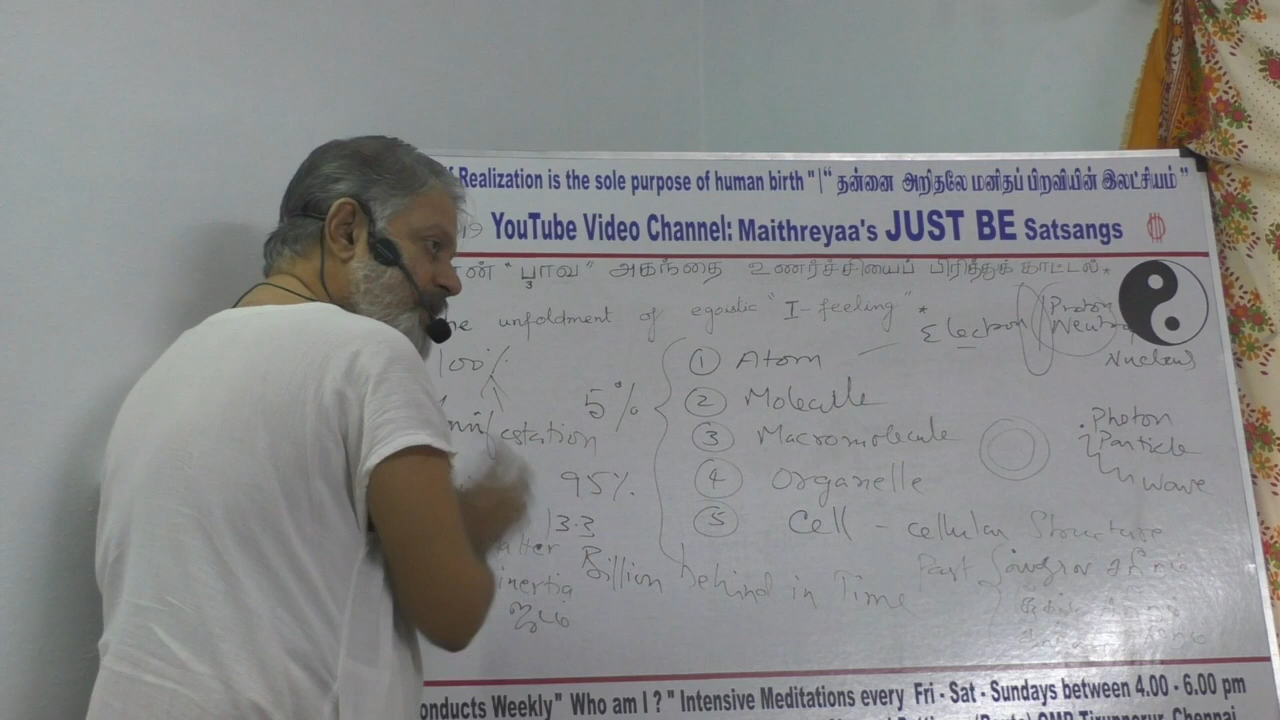 Realization is the sole purpose of human birth" | "தன்னை அறிதலே மனிதப் பிறவியின் இலட்சியம்"
19 YouTube Video Channel: Maithreyaa's JUST BE Satsangs
அகந்தை உணர்ச்சியைப் பிரித்துக் காட்டல் *
unfoldment of egoistic "I-feeling" *
Electron Proton
Neutron
Nucleus
100%
5%
① Atom
② Molecule
③ Macromolecule
④ Organelle
⑤ Cell - cellular Structure
Photon
Particle
wave
95%
13.3
Billion behind in Time
inertia
ஜடம்
Past
onducts Weekly" Who am I ? " Intensive Meditations every Fri - Sat - Sundays between 4.00 - 6.00 pm